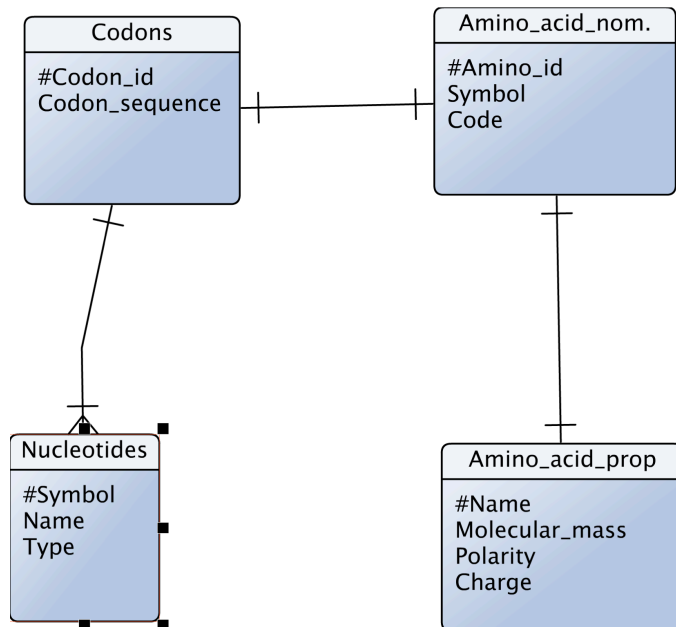 Codons
#Codon_id
Codon_sequence
Amino_acid_nom.
#Amino_id
Symbol
Code
Nucleotides
#Symbol
Name
Type
Amino_acid_prop
#Name
Molecular_mass
Polarity
Charge